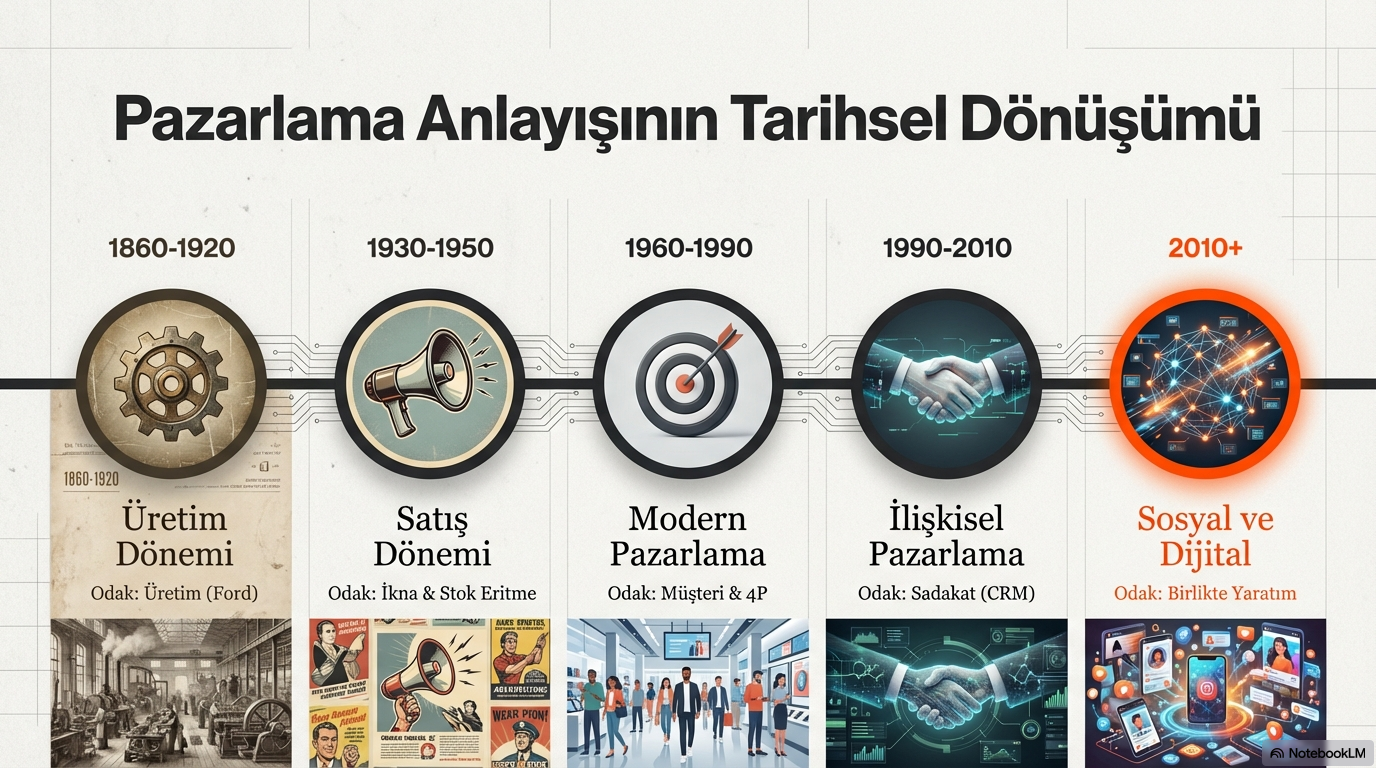 Pazarlama Anlayışının Tarihsel Dönüşümü
1860-1920
1930-1950
1960-1990
1990-2010
2010+
1860-1920
Üretim
Dönemi
Odak: Üretim (Ford)
Satış
Dönemi
Odak: İkna & Stok Eritme
Modern
Pazarlama
Odak: Müşteri & 4P
İlişkisel
Pazarlama
Odak: Sadakat (CRM)
Sosyal ve
Dijital
Odak: Birlikte Yaratım
WEAR PION!
NotebookLM